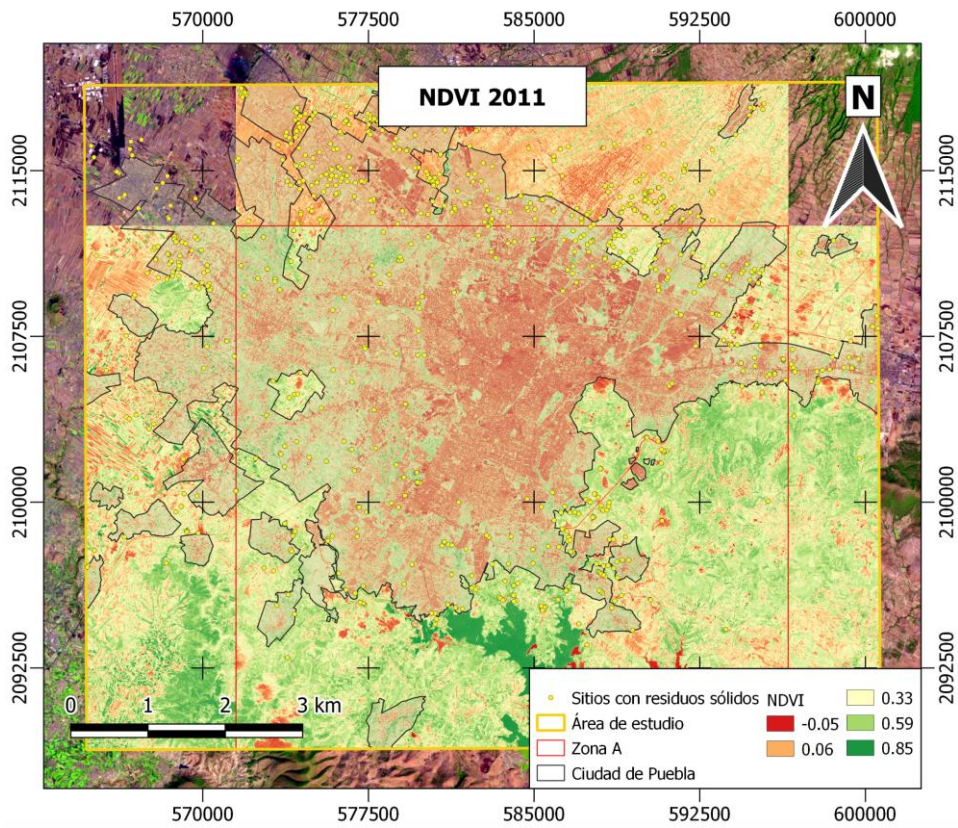 570000 577500 585000 592500 600000
NDVI 2011
N
2115000 2115000
2107500 2107500
2100000 2100000
2092500 2092500
0 1 2 3 km
Sitios con residuos sólidos
Área de estudio
Zona A
Ciudad de Puebla
NDVI
-0.05
0.06
0.33
0.59
0.85
570000 577500 585000 592500 600000